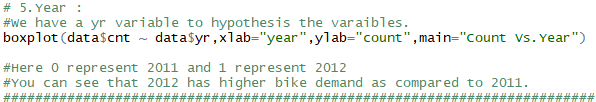 # 5.Year :
#we have a yr variable to hypothesis the varaibles.
boxplot(data$cnt ~ data$yr,xlab="year",ylab="count",main="Count Vs.Year")
#Here 0 represent 2011 and 1 represent 2012
#You can see that 2012 has higher bike demand as compared to 2011.
##########################################################################